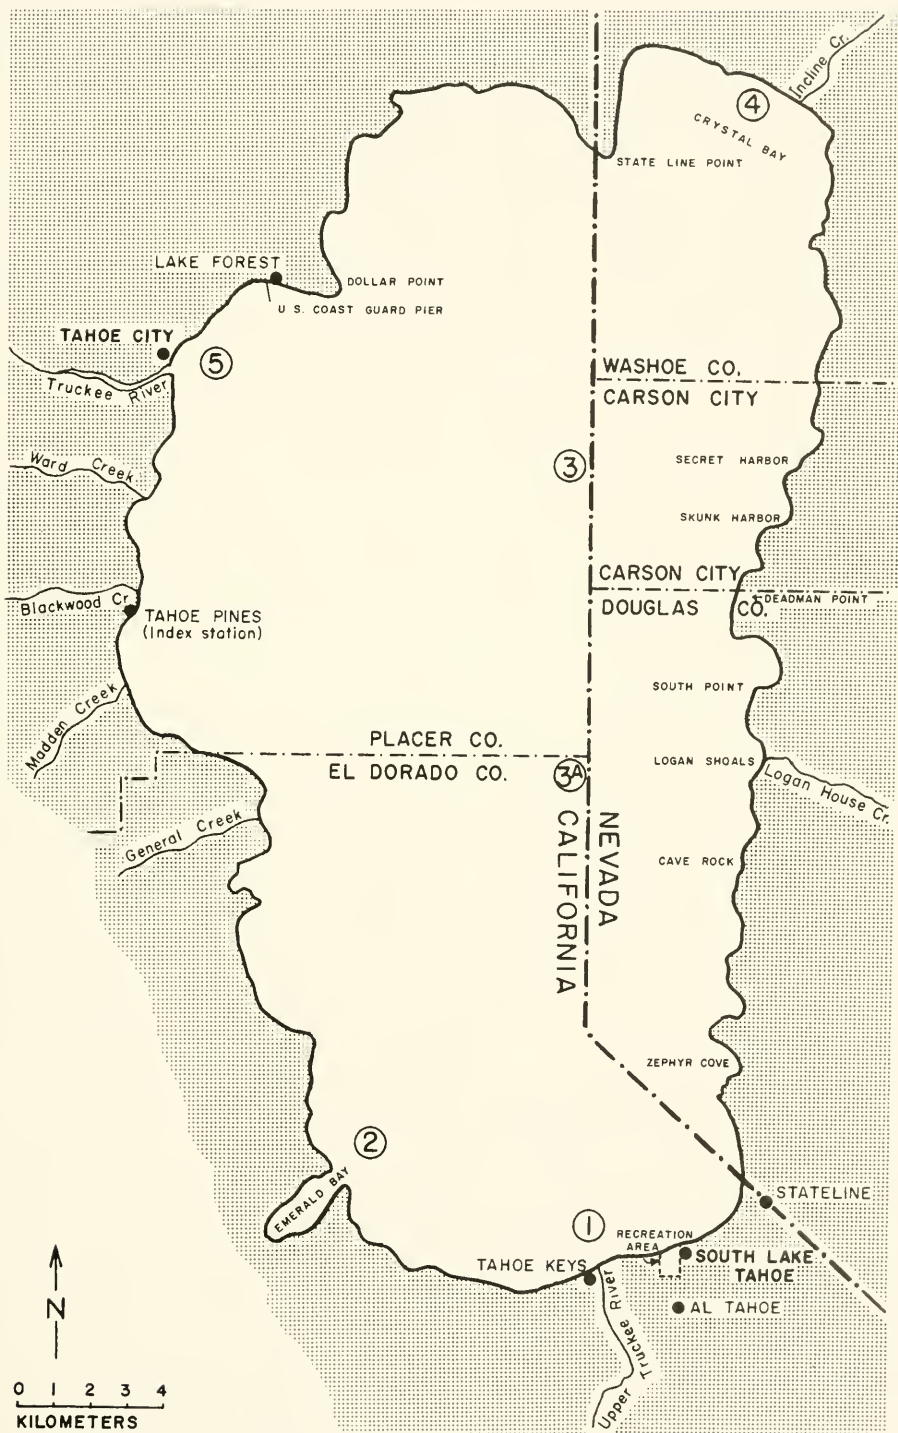 Incline Cr.
4
CRYSTAL BAY
STATE LINE POINT
LAKE FOREST
DOLLAR POINT
U S. COAST GUARD PIER
TAHOE CITY
5
Truckee River
WASHOE CO.
CARSON CITY
Ward Creek
3
SECRET HARBOR
SKUNK HARBOR
CARSON CITY
DOUGLAS CO.
DEADMAN POINT
Blackwood Cr.
TAHOE PINES
(Index station)
SOUTH POINT
Madden Creek
PLACER CO.
EL DORADO CO.
3A
LOGAN SHOALS
Logan House Cr.
General Creek
NEVADA
CALIFORNIA
CAVE ROCK
ZEPHYR COVE
2
EMERALD BAY
STATELINE
1
RECREATION
AREA
TAHOE KEYS
SOUTH LAKE
TAHOE
AL TAHOE
Upper Truckee River
N
0 1 2 3 4
KILOMETERS